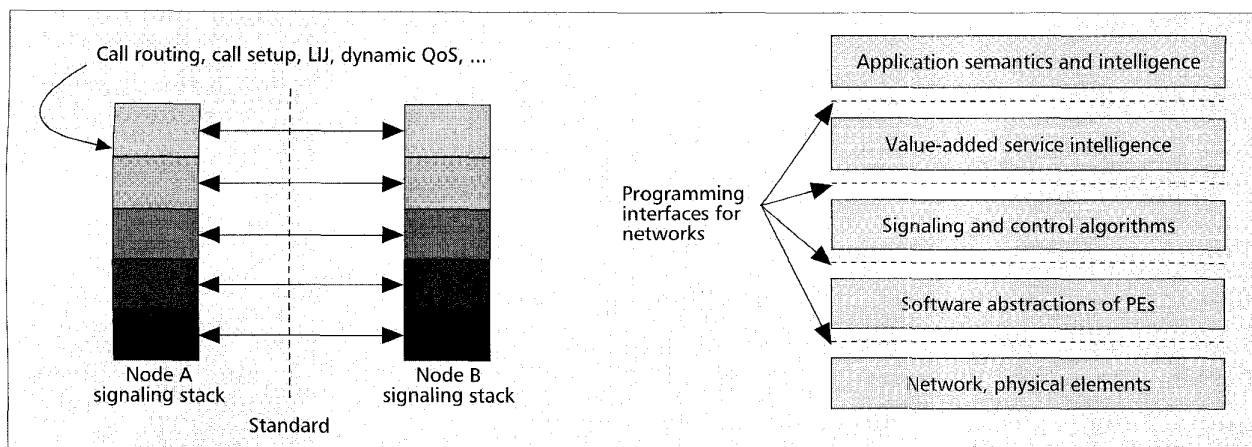 Call routing, call setup, LIJ, dynamic QoS, ...
Node A
signaling stack
Node B
signaling stack
Standard
Programming
interfaces for
networks
Application semantics and intelligence
Value-added service intelligence
Signaling and control algorithms
Software abstractions of PEs
Network, physical elements